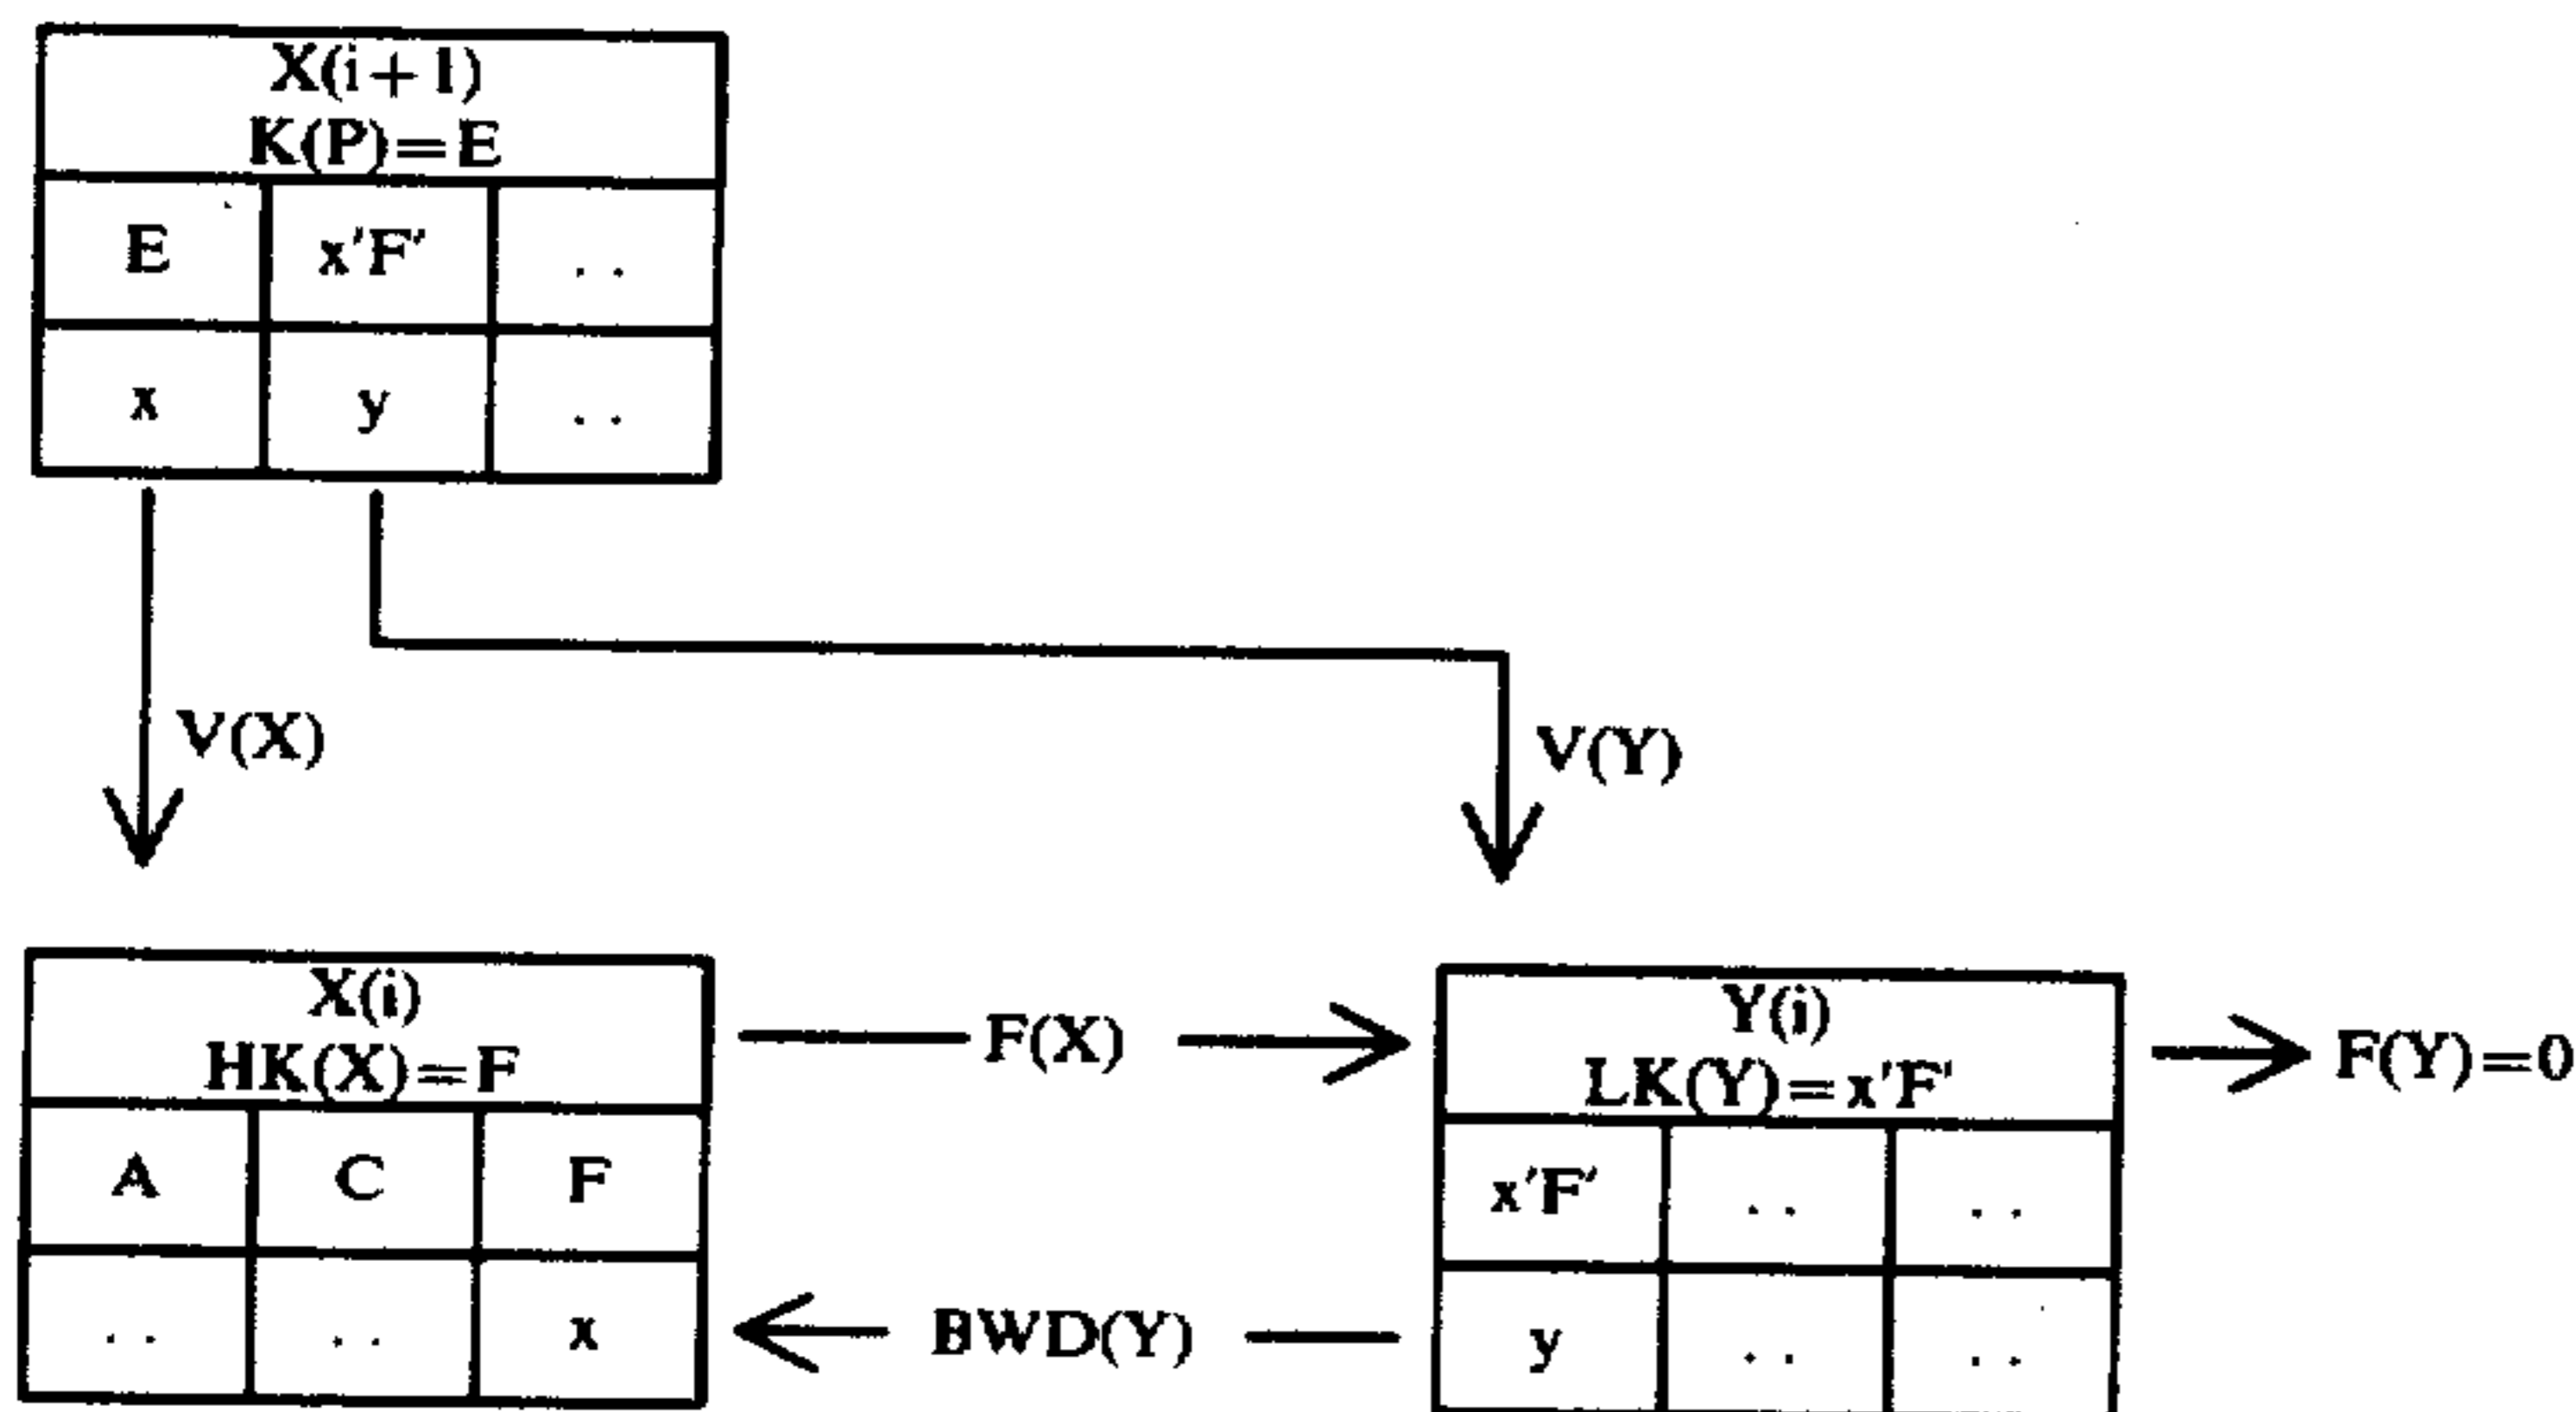 X(i+1)
K(P)=E
E x'F' . .
x y . .
V(X) V(Y)
X(i)
HK(X)=F
A C F
. . . . x
F(X)
BWD(Y)
Y(i)
LK(Y)=x'F'
x'F' . . . .
y . . . .
F(Y)=0